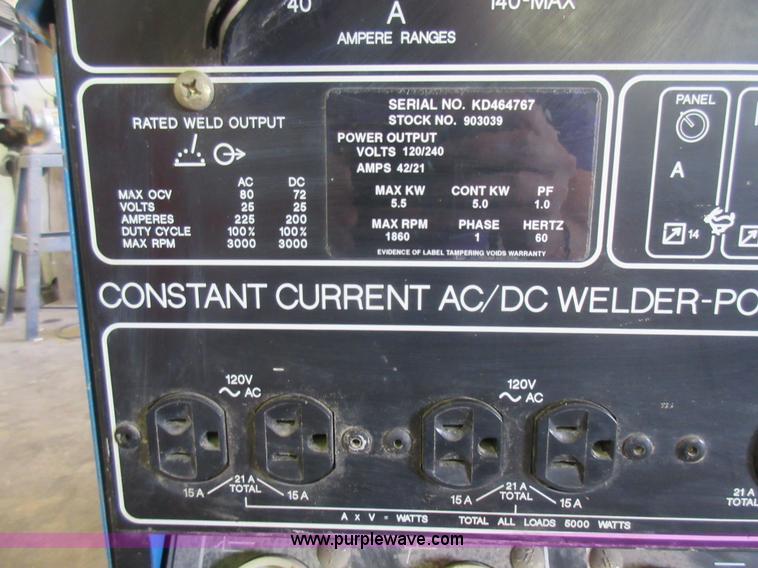 40
140-MAX
A
AMPERE RANGES
RATED WELD OUTPUT
AC DC
MAX OCV 80 72
VOLTS 25 25
AMPERES 225 200
DUTY CYCLE 100% 100%
MAX RPM 3000 3000
SERIAL NO. KD464767
STOCK NO. 903039
POWER OUTPUT
VOLTS 120/240
AMPS 42/21
MAX KW CONT KW PF
5.5 5.0 1.0
MAX RPM PHASE HERTZ
1860 1 60
EVIDENCE OF LABEL TAMPERING VOIDS WARRANTY
PANEL
A
14
CONSTANT CURRENT AC/DC WELDER-PO
120V
AC
120V
AC
15 A 21 A TOTAL 15 A
15 A 21 A TOTAL 15 A
21 A
TOTAL
A x V = WATTS TOTAL ALL LOADS 5000 WATTS
www.purplewave.com